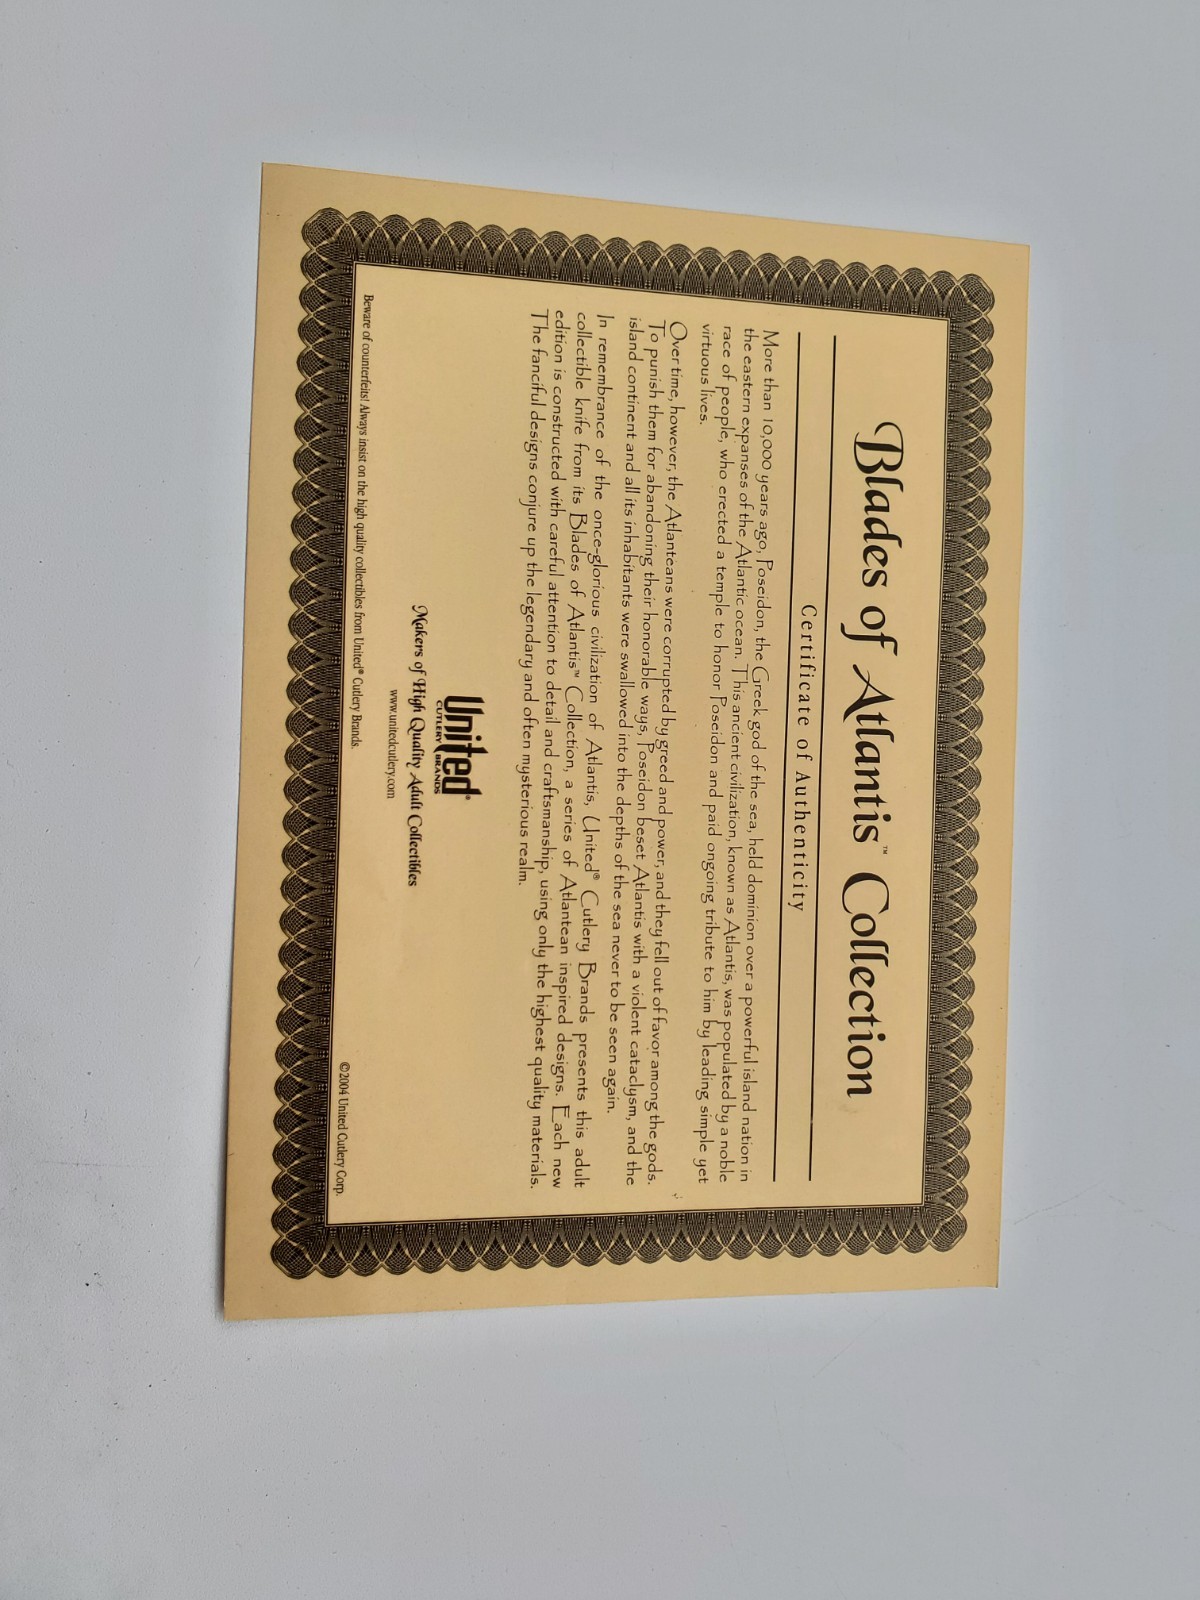 Blades of Atlantis™ Collection
Certificate of Authenticity
More than 10,000 years ago, Poseidon, the Greek god of the sea, held dominion over a powerful island nation in
the eastern expanses of the Atlantic ocean. This ancient civilization, known as Atlantis, was populated by a noble
race of people, who erected a temple to honor Poseidon and paid ongoing tribute to him by leading simple yet
virtuous lives.
Over time, however, the Atlanteans were corrupted by greed and power, and they fell out of favor among the gods.
To punish them for abandoning their honorable ways, Poseidon beset Atlantis with a violent cataclysm, and the
island continent and all its inhabitants were swallowed into the depths of the sea never to be seen again.
In remembrance of the once-glorious civilization of Atlantis, United® Cutlery Brands presents this adult
collectible knife from its Blades of Atlantis™ Collection, a series of Atlantean inspired designs. Each new
edition is constructed with careful attention to detail and craftsmanship, using only the highest quality materials.
The fanciful designs conjure up the legendary and often mysterious realm.
United®
CUTLERY BRANDS
Makers of High Quality Adult Collectibles
www.unitedcutlery.com
Beware of counterfeits! Always insist on the high quality collectibles from United® Cutlery Brands.
©2004 United Cutlery Corp.